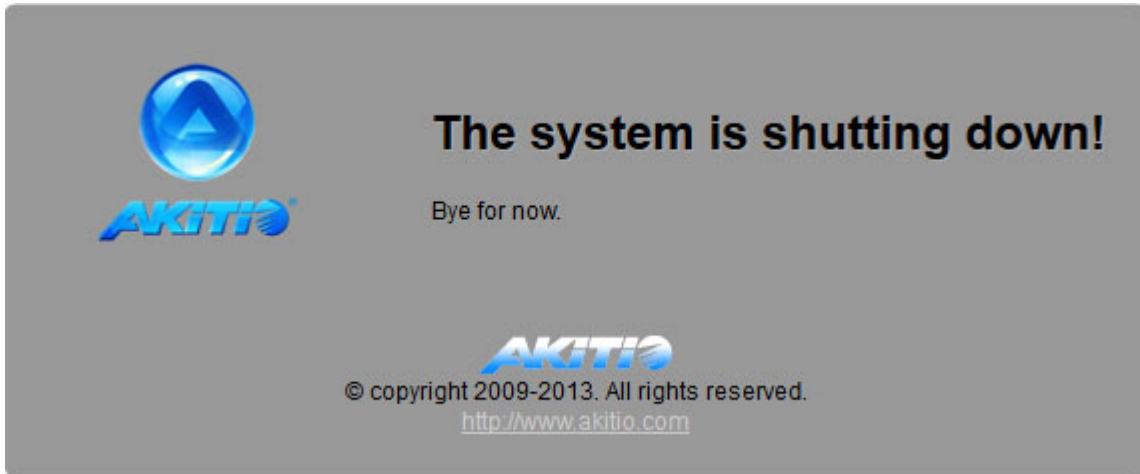 The system is shutting down!
AKiTiO®
Bye for now.
AKiTiO
© copyright 2009-2013. All rights reserved.
http://www.akitio.com